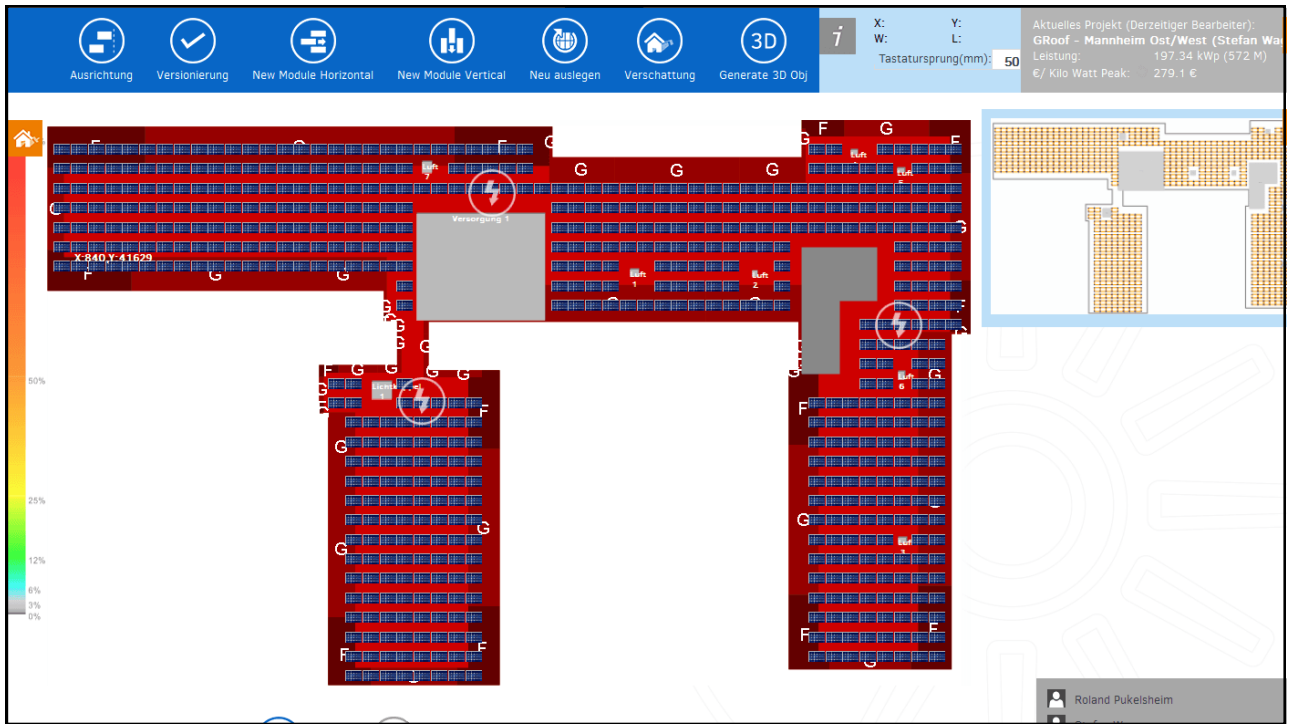 Ausrichtung
Versionierung
New Module Horizontal
New Module Vertical
Neu auslegen
Verschattung
Generate 3D Obj
3D
i
X: Y:
W: L:
Tastatursprung(mm): 50
Aktuelles Projekt (Derzeitiger Bearbeiter):
GRoof - Mannheim Ost/West (Stefan
Leistung: 197.34 kWp (572 M)
€/ Kilo Watt Peak: 279.1 €
50%
25%
12%
6%
3%
0%
F
G
G
G
G
Luft
7
Versorgung 1
X:840,Y:41629
F
G
G
Luft
1
Luft
2
Luft
6
G
G
G
G
F
G
G
G
G
F
F
G
G
G
F
G
F
F
Roland Pukelsheim